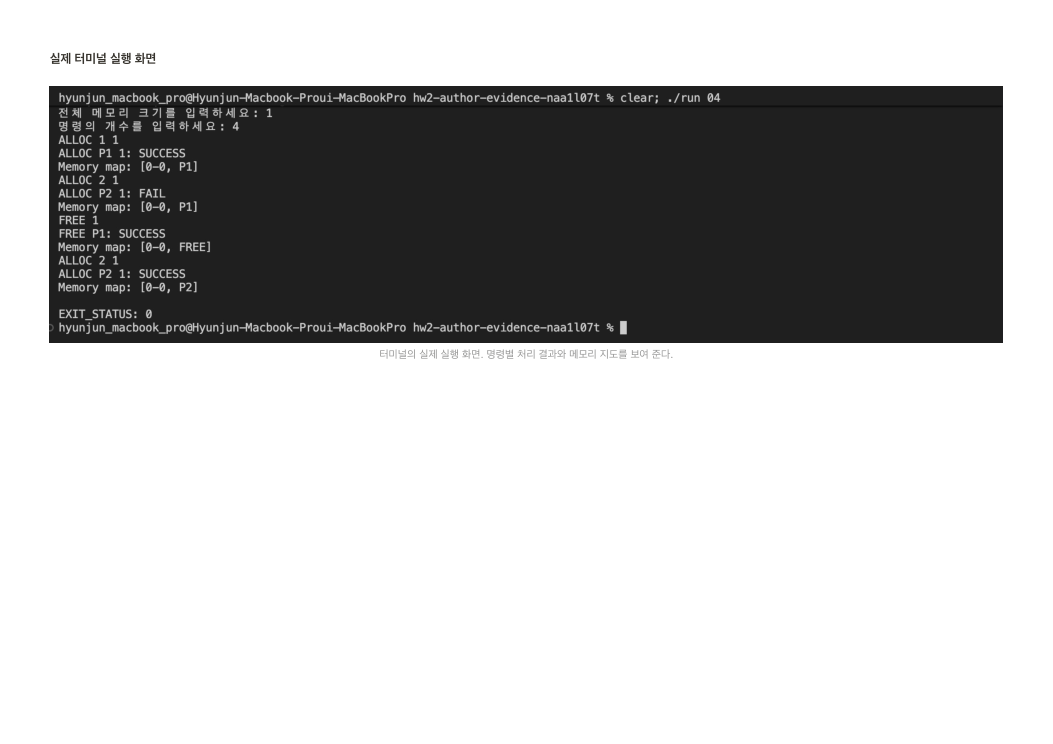 실제 터미널 실행 화면
hyunjun_macbook_pro@Hyunjun-Macbook-Proui-MacBookPro hw2-author-evidence-naa1l07t % clear; ./run 04
전체 메모리 크기를 입력하세요: 1
명령의 개수를 입력하세요: 4
ALLOC 1 1
ALLOC P1 1: SUCCESS
Memory map: [0-0, P1]
ALLOC 2 1
ALLOC P2 1: FAIL
Memory map: [0-0, P1]
FREE 1
FREE P1: SUCCESS
Memory map: [0-0, FREE]
ALLOC 2 1
ALLOC P2 1: SUCCESS
Memory map: [0-0, P2]
EXIT_STATUS: 0
hyunjun_macbook_pro@Hyunjun-Macbook-Proui-MacBookPro hw2-author-evidence-naa1l07t %
터미널의 실제 실행 화면. 명령별 처리 결과와 메모리 지도를 보여 준다.